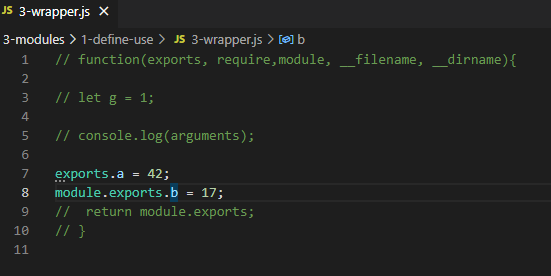 JS 3-wrapper.js ×
3-modules > 1-define-use > JS 3-wrapper.js > b
1 // function(exports, require,module, __filename, __dirname){
2
3 // let g = 1;
4
5 // console.log(arguments);
6
7 exports.a = 42;
8 module.exports.b = 17;
9 //  return module.exports;
10 // }
11